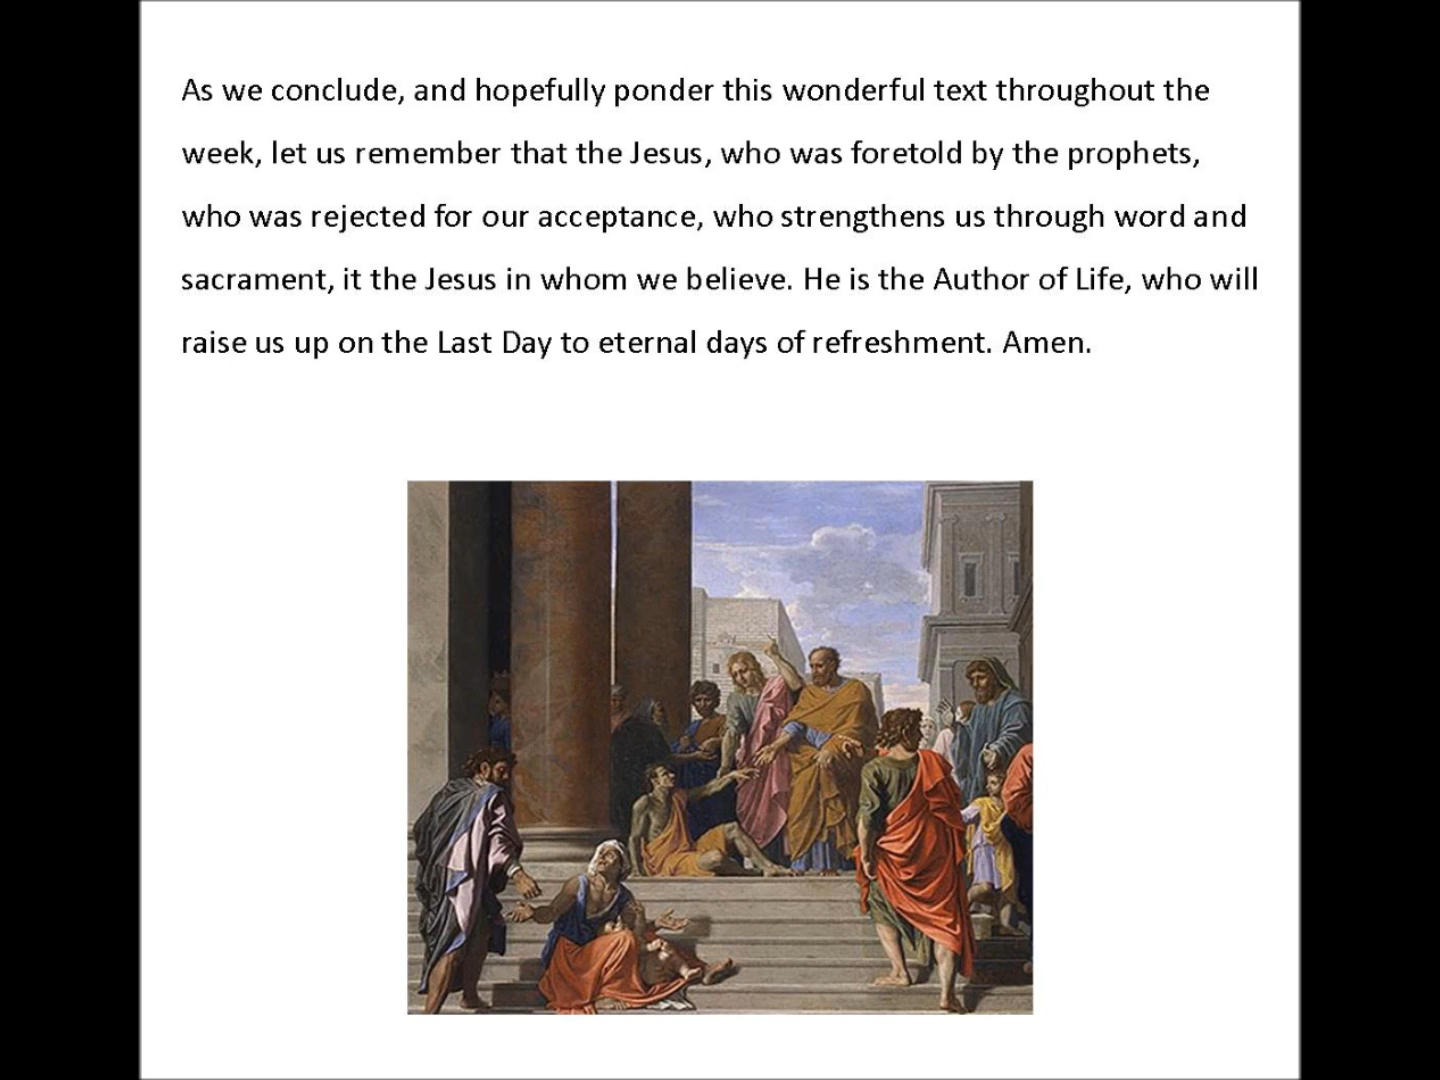 As we conclude, and hopefully ponder this wonderful text throughout the
week, let us remember that the Jesus, who was foretold by the prophets,
who was rejected for our acceptance, who strengthens us through word and
sacrament, it the Jesus in whom we believe. He is the Author of Life, who will
raise us up on the Last Day to eternal days of refreshment. Amen.